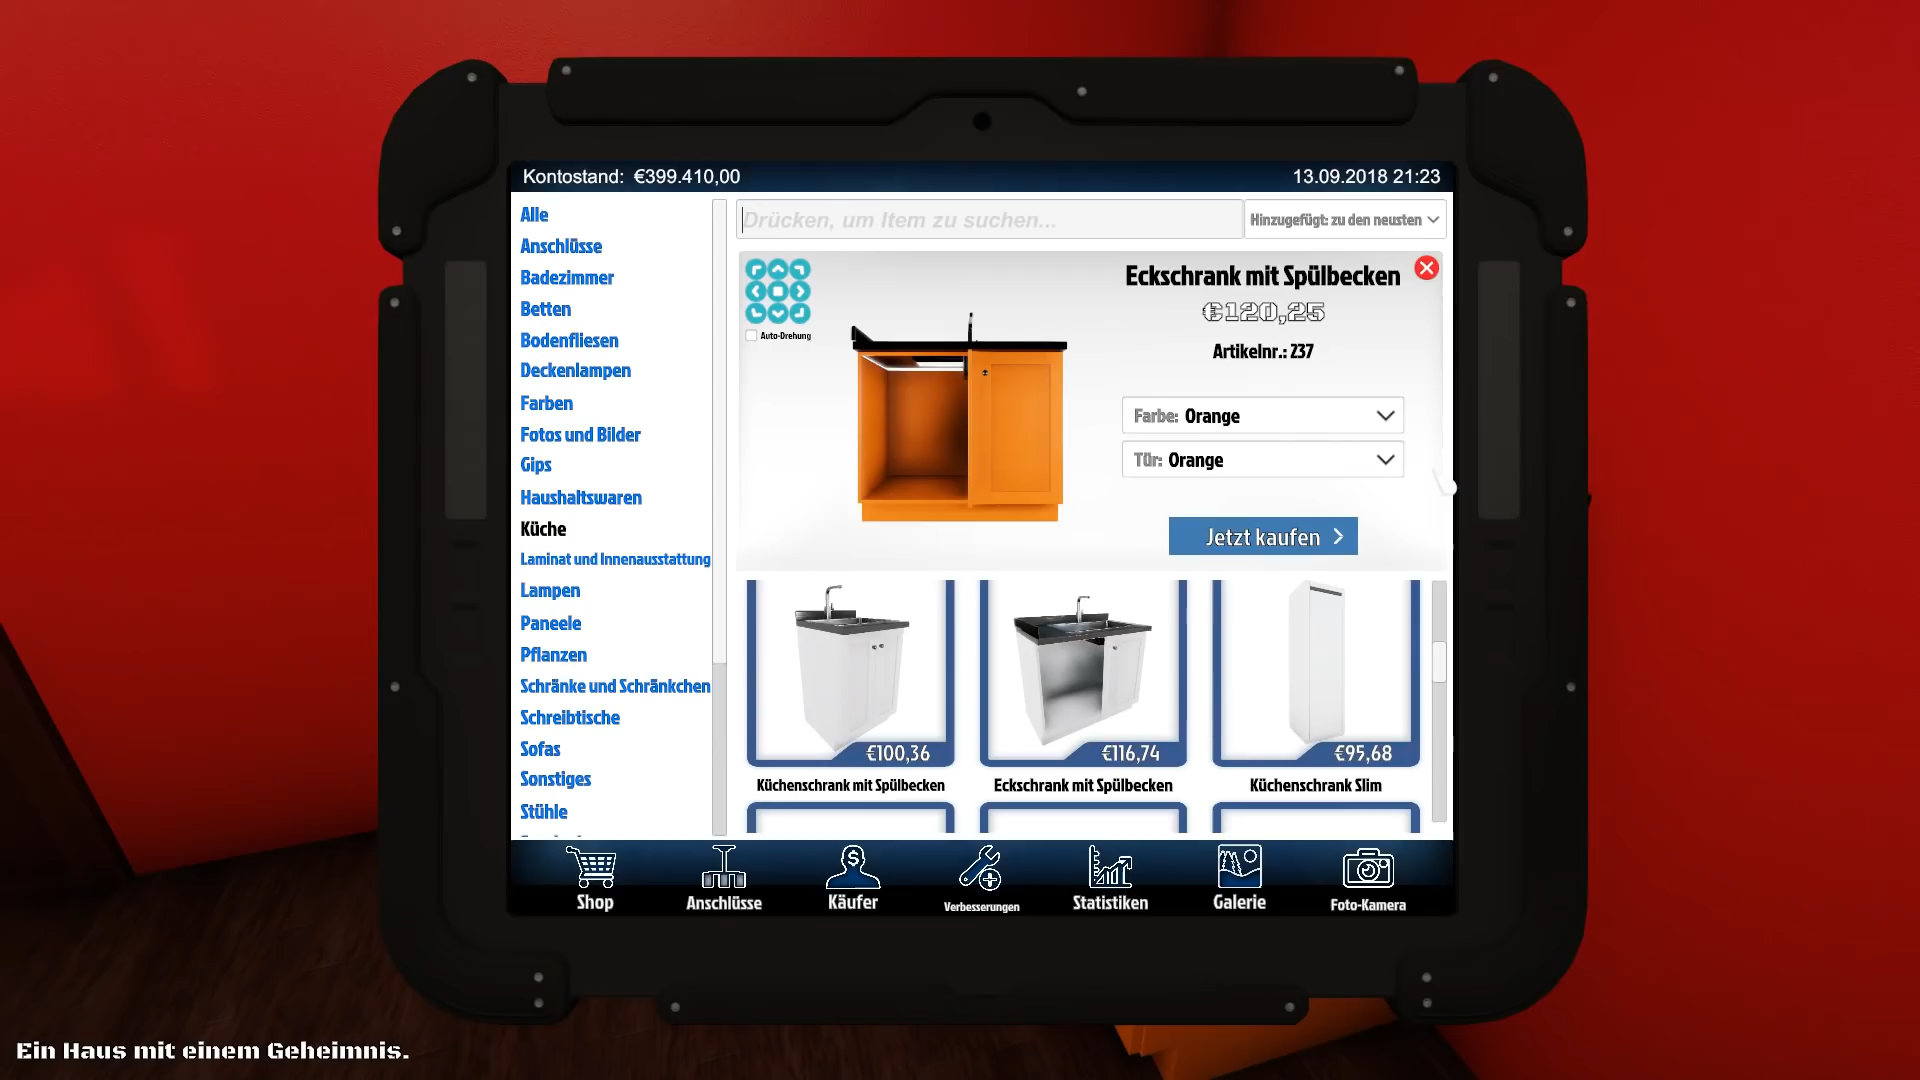 Kontostand: €399.410,00
13.09.2018 21:23
Alle
Anschlüsse
Badezimmer
Betten
Bodenfliesen
Deckenlampen
Farben
Fotos und Bilder
Gips
Haushaltswaren
Küche
Laminat und Innenausstattung
Lampen
Paneele
Pflanzen
Schränke und Schränkchen
Schreibtische
Sofas
Sonstiges
Stühle
Drücken, um Item zu suchen...
Hinzugefügt: zu den neusten
Auto-Drehung
Eckschrank mit Spülbecken
€120,25
Artikelnr.: 237
Farbe: Orange
Tür: Orange
Jetzt kaufen
€100,36
€116,74
€95,68
Küchenschrank mit Spülbecken
Eckschrank mit Spülbecken
Küchenschrank Slim
Shop
Anschlüsse
Käufer
Verbesserungen
Statistiken
Galerie
Foto-Kamera
Ein Haus mit einem Geheimnis.